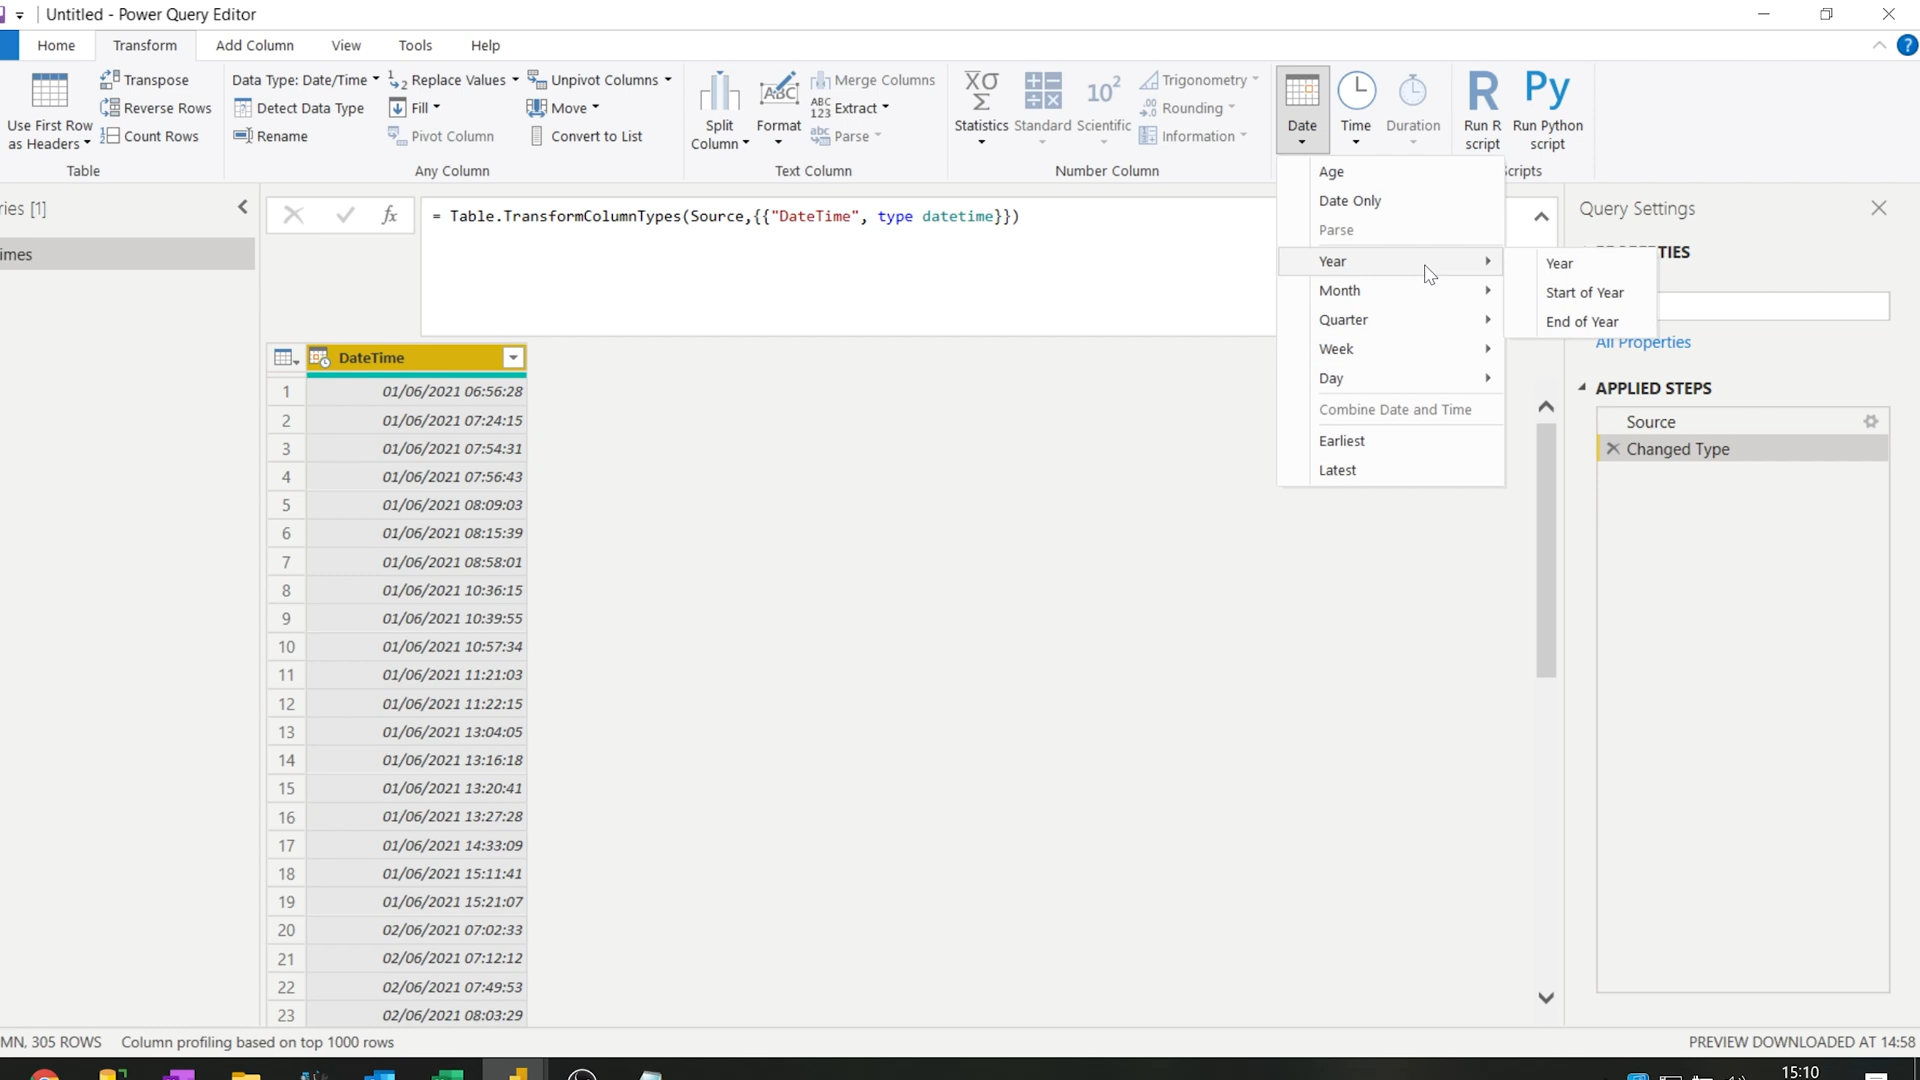 Untitled - Power Query Editor
Home Transform Add Column View Tools Help
?
Use First Row
as Headers
Transpose
Reverse Rows
Count Rows
Table
Data Type: Date/Time
Detect Data Type
Rename
1 2 Replace Values
Fill
Pivot Column
Unpivot Columns
Move
Convert to List
Any Column
Split
Column
ABC
Format
Merge Columns
ABC 123 Extract
abc Parse
Text Column
XΟ Σ
Statistics
Standard
10²
Scientific
Trigonometry
.00 Rounding
Information
Number Column
Date
Time
Duration
R
Run R
script
Py
Run Python
script
cripts
Age
Date Only
Parse
Year
Month
Quarter
Week
Day
Combine Date and Time
Earliest
Latest
Year
Start of Year
End of Year
ries [1]
imes
fx
= Table.TransformColumnTypes(Source,{{"DateTime", type datetime}})
Query Settings
TIES
All Properties
APPLIED STEPS
Source
Changed Type
DateTime
1 01/06/2021 06:56:28
2 01/06/2021 07:24:15
3 01/06/2021 07:54:31
4 01/06/2021 07:56:43
5 01/06/2021 08:09:03
6 01/06/2021 08:15:39
7 01/06/2021 08:58:01
8 01/06/2021 10:36:15
9 01/06/2021 10:39:55
10 01/06/2021 10:57:34
11 01/06/2021 11:21:03
12 01/06/2021 11:22:15
13 01/06/2021 13:04:05
14 01/06/2021 13:16:18
15 01/06/2021 13:20:41
16 01/06/2021 13:27:28
17 01/06/2021 14:33:09
18 01/06/2021 15:11:41
19 01/06/2021 15:21:07
20 02/06/2021 07:02:33
21 02/06/2021 07:12:12
22 02/06/2021 07:49:53
23 02/06/2021 08:03:29
MN, 305 ROWS Column profiling based on top 1000 rows
PREVIEW DOWNLOADED AT 14:58
15:10